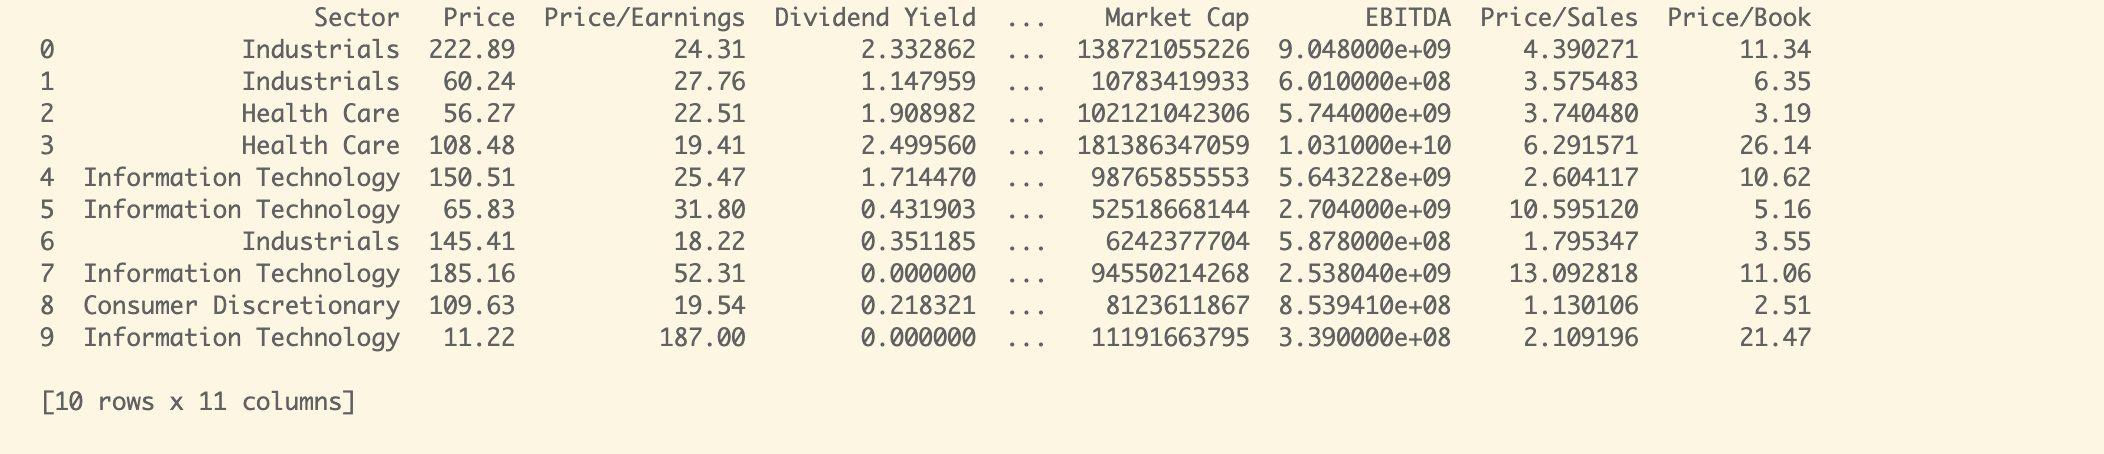 Sector Price Price/Earnings Dividend Yield ... Market Cap EBITDA Price/Sales Price/Book
0 Industrials 222.89 24.31 2.332862 ... 138721055226 9.048000e+09 4.390271 11.34
1 Industrials 60.24 27.76 1.147959 ... 10783419933 6.010000e+08 3.575483 6.35
2 Health Care 56.27 22.51 1.908982 ... 102121042306 5.744000e+09 3.740480 3.19
3 Health Care 108.48 19.41 2.499560 ... 181386347059 1.031000e+10 6.291571 26.14
4 Information Technology 150.51 25.47 1.714470 ... 98765855553 5.643228e+09 2.604117 10.62
5 Information Technology 65.83 31.80 0.431903 ... 52518668144 2.704000e+09 10.595120 5.16
6 Industrials 145.41 18.22 0.351185 ... 6242377704 5.878000e+08 1.795347 3.55
7 Information Technology 185.16 52.31 0.000000 ... 94550214268 2.538040e+09 13.092818 11.06
8 Consumer Discretionary 109.63 19.54 0.218321 ... 8123611867 8.539410e+08 1.130106 2.51
9 Information Technology 11.22 187.00 0.000000 ... 11191663795 3.390000e+08 2.109196 21.47
[10 rows x 11 columns]